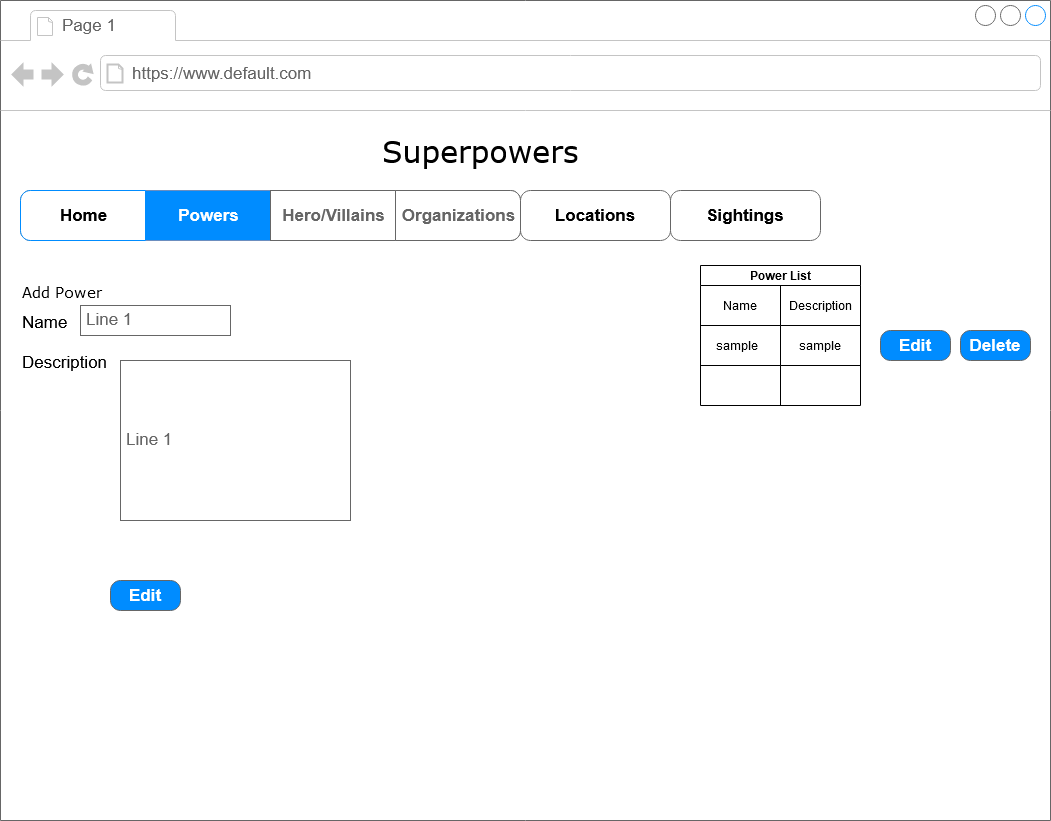 Page 1
https://www.default.com
Superpowers
Home Powers Hero/Villains Organizations Locations Sightings
Add Power
Name Line 1
Description
Line 1
Edit
Power List
Name Description
sample sample
Edit Delete